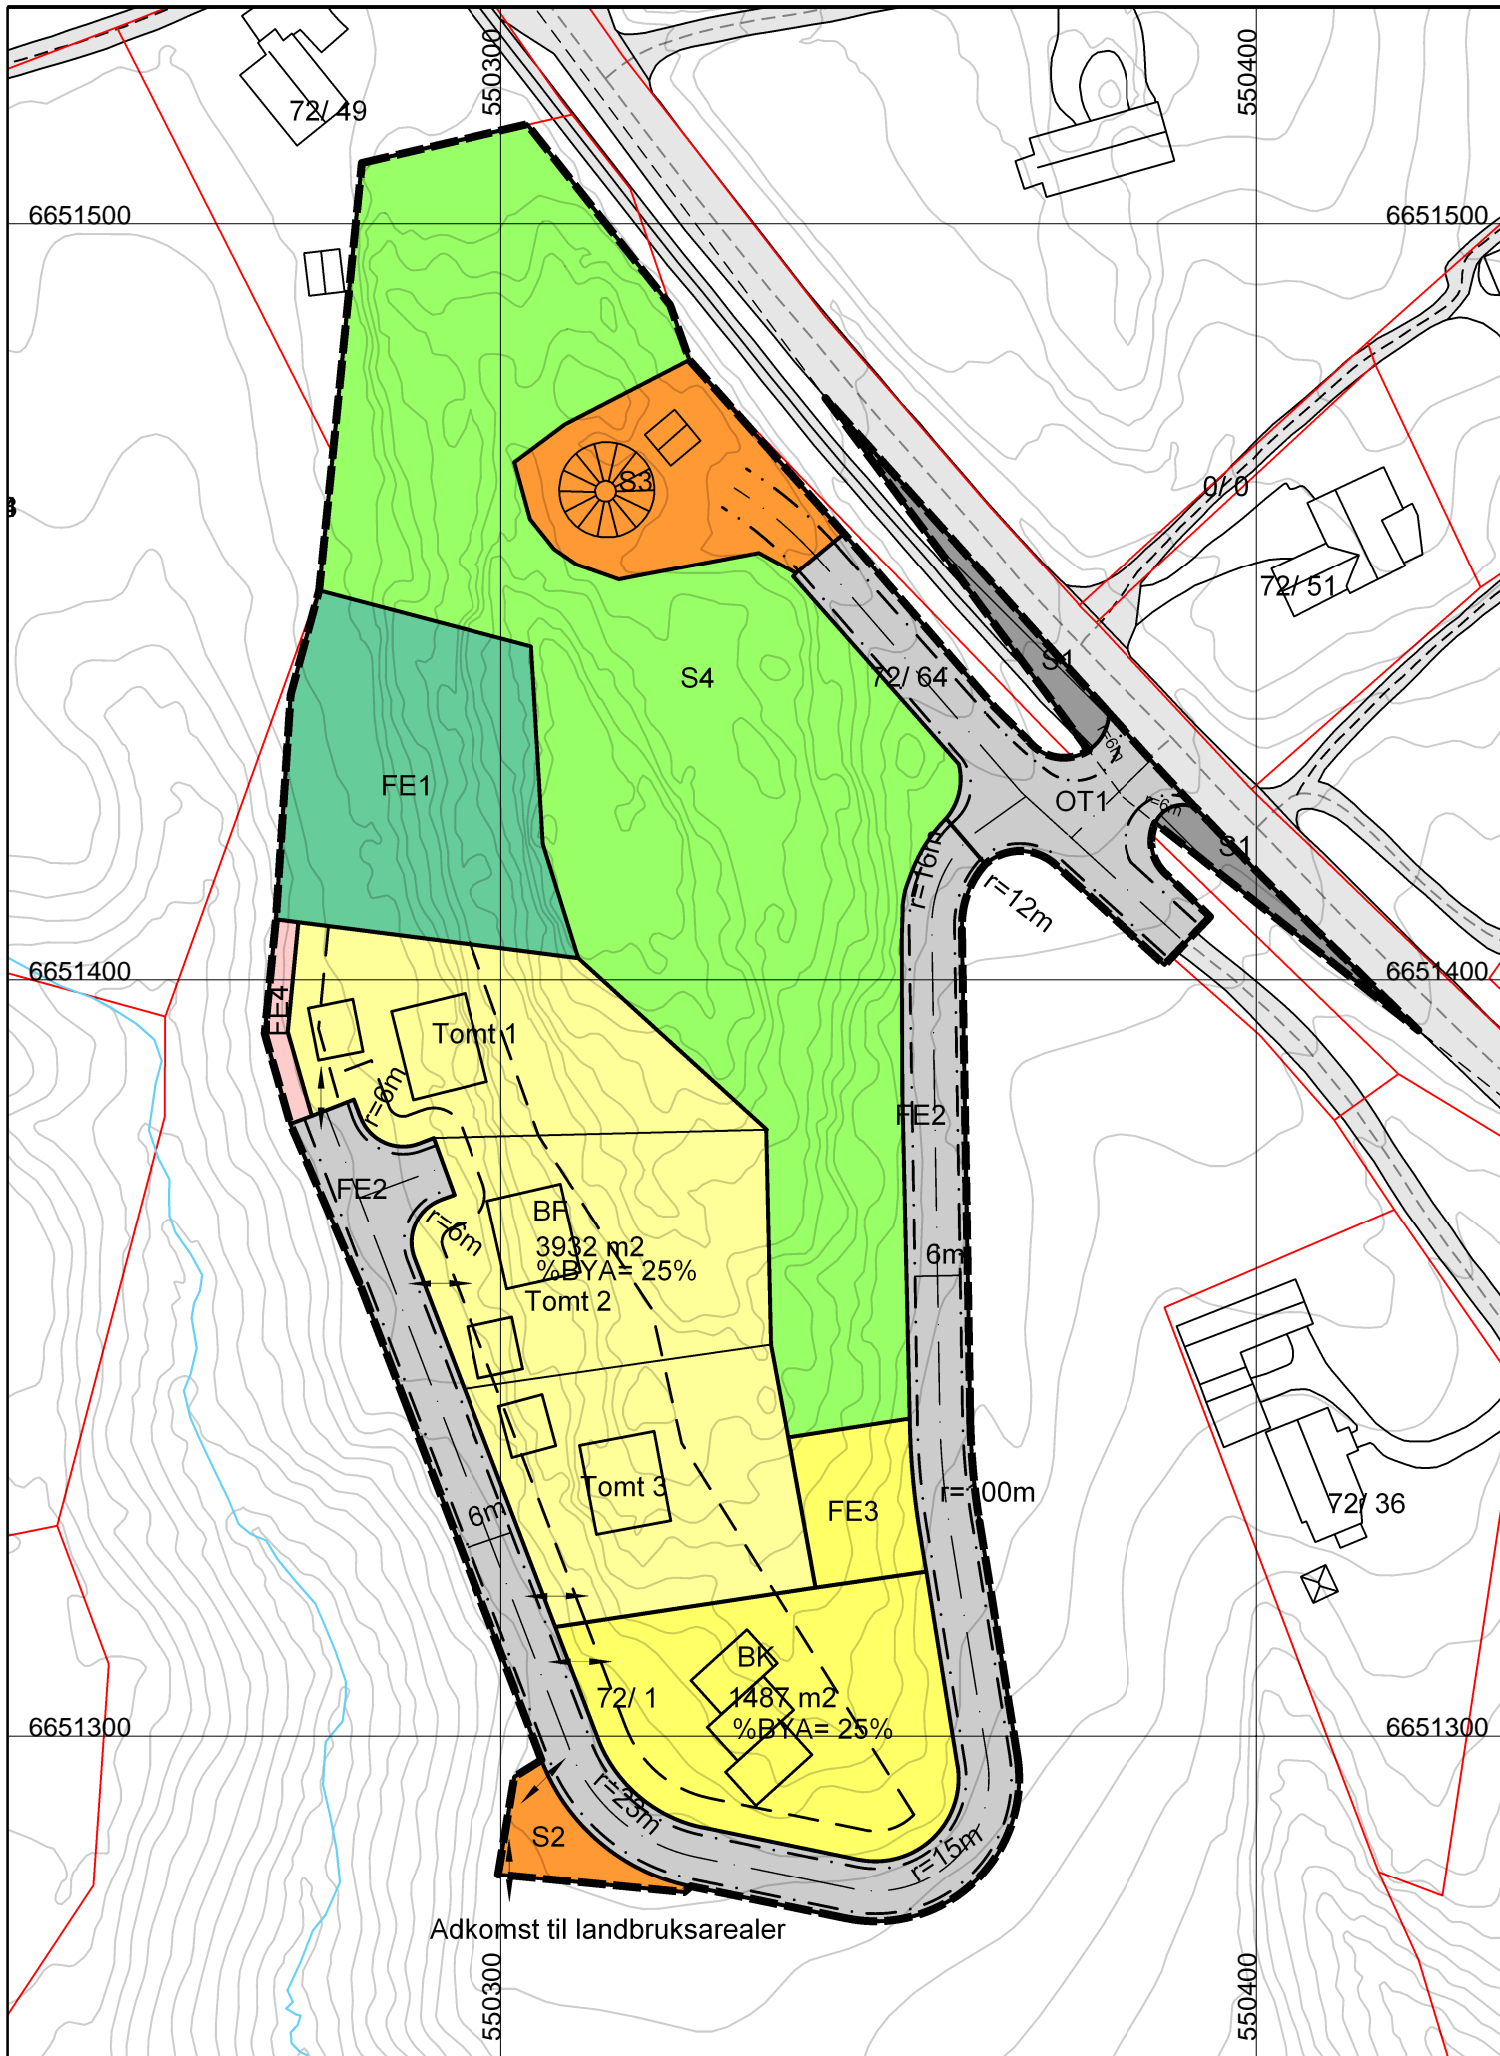 550300
550400
72/ 49
6651500
6651500
S3
0/ 0
72/ 51
S1
S4
72/ 64
r=6m
FE1
OT1
r=6m
S1
r=16m
r=12m
6651400
6651400
FE4
Tomt 1
r=6m
FE2
FE2
BF
r=6m
3932 m2
6m
%BYA= 25%
Tomt 2
Tomt 3
r=100m
6m
FE3
72/ 36
BK
72/ 1
1487 m2
6651300
%BYA= 25%
6651300
r=23m
S2
r=15m
Adkomst til landbruksarealer
550300
550400